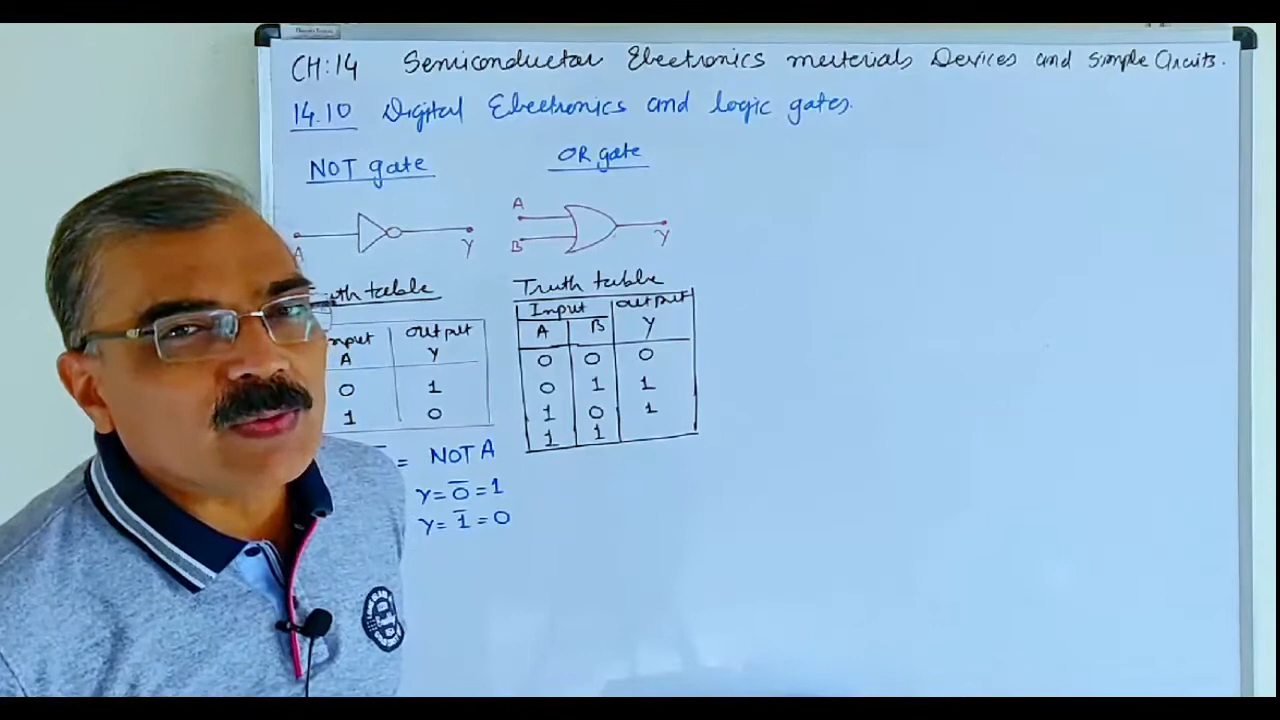 CH:14 Semiconductor Electronics materials Devices and simple Circuits.
14.10 Digital Electronics and logic gates.
NOT gate
A Y
Truth table
Input output
A Y
0 1
1 0
= NOT A
Y = 0̅ = 1
Y = 1̅ = 0
OR gate
A
B Y
Truth table
Input output
A B Y
0 0 0
0 1 1
1 0 1
1 1